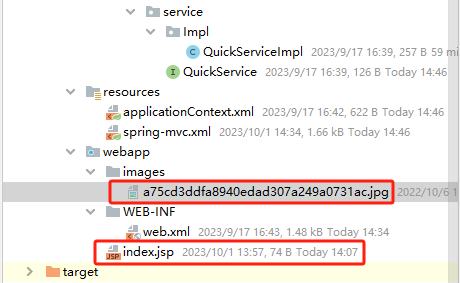 service
Impl
QuickServiceImpl 2023/9/17 16:39, 257 B 59 mi
QuickService 2023/9/17 16:39, 126 B Today 14:46
resources
applicationContext.xml 2023/9/17 16:42, 622 B Today 14:46
spring-mvc.xml 2023/10/1 14:34, 1.66 kB Today 14:46
webapp
images
a75cd3ddfa8940edad307a249a0731ac.jpg 2022/10/6 1
WEB-INF
web.xml 2023/9/17 16:43, 1.48 kB Today 14:34
JSP index.jsp 2023/10/1 13:57, 74 B Today 14:07
target